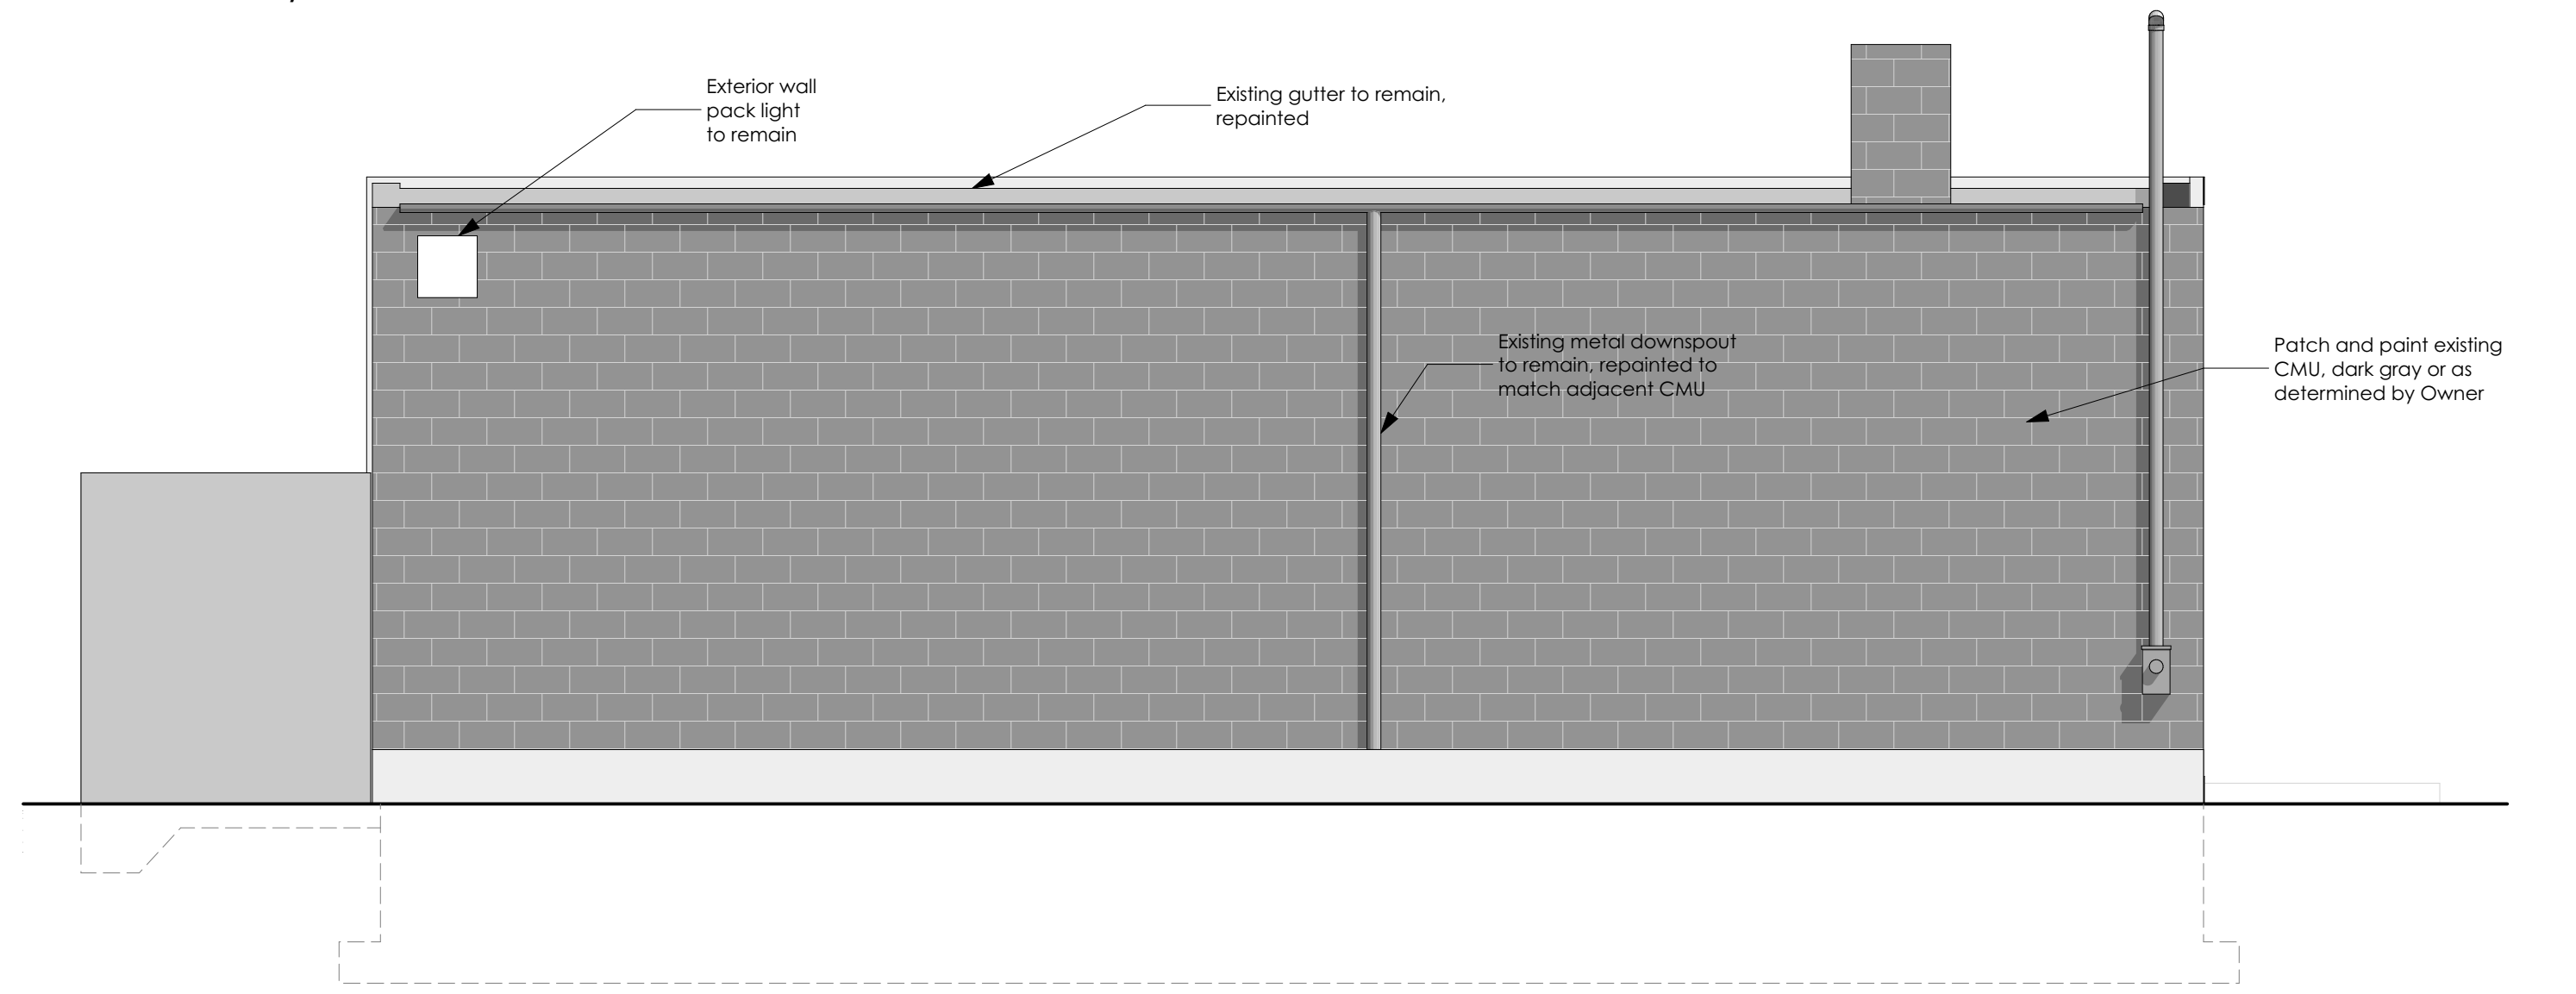 Exterior wall
pack light
to remain
Existing gutter to remain,
repainted
Existing metal downspout
to remain, repainted to
match adjacent CMU
Patch and paint existing
CMU, dark gray or as
determined by Owner